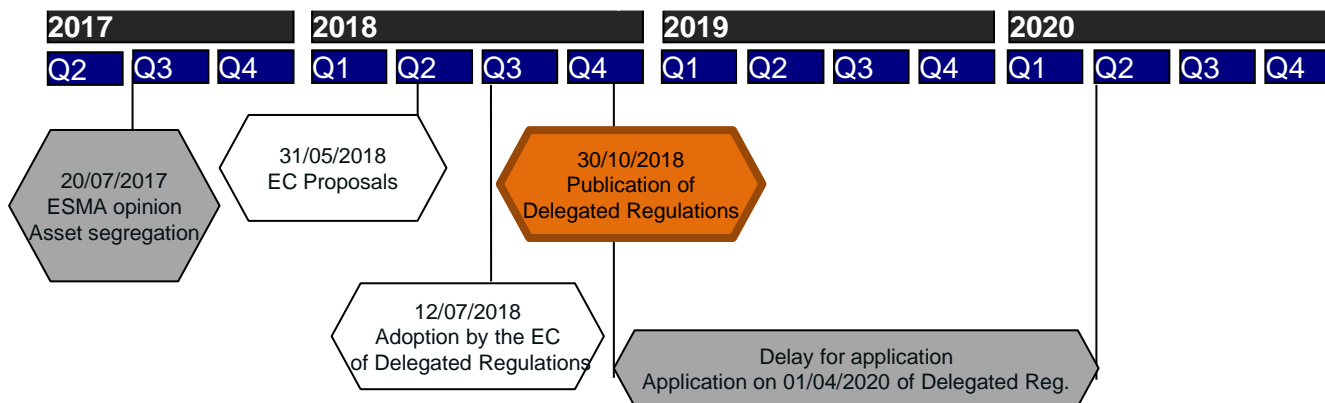 2017 2018 2019 2020
Q2 Q3 Q4 Q1 Q2 Q3 Q4 Q1 Q2 Q3 Q4 Q1 Q2 Q3 Q4
20/07/2017
ESMA opinion
Asset segregation
31/05/2018
EC Proposals
30/10/2018
Publication of
Delegated Regulations
12/07/2018
Adoption by the EC
of Delegated Regulations
Delay for application
Application on 01/04/2020 of Delegated Reg.